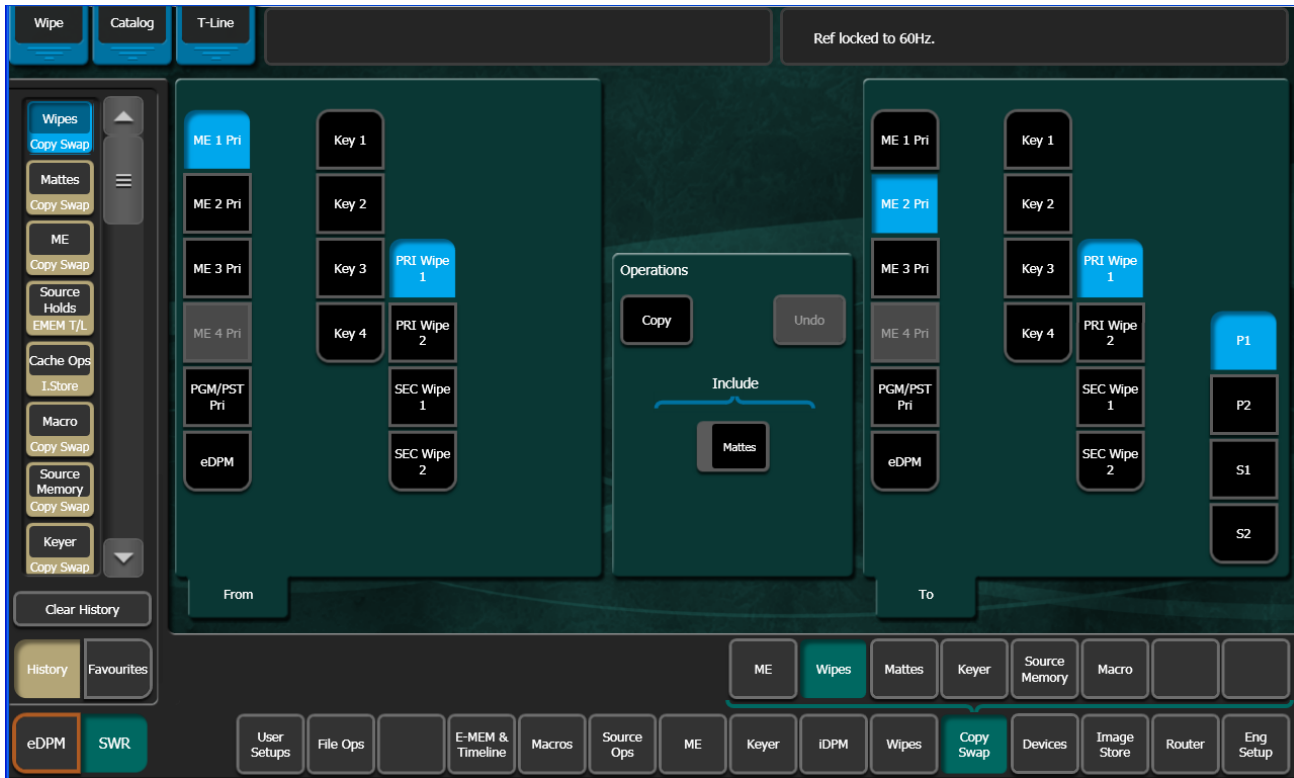 Wipe
Catalog
T-Line
Ref locked to 60Hz.
Wipes
Copy Swap
Mattes
Copy Swap
ME
Copy Swap
Source
Holds
EMEM T/L
Cache Ops
I.Store
Macro
Copy Swap
Source
Memory
Copy Swap
Keyer
Copy Swap
Clear History
History
Favourites
ME 1 Pri
ME 2 Pri
ME 3 Pri
ME 4 Pri
PGM/PST
Pri
eDPM
Key 1
Key 2
Key 3
Key 4
PRI Wipe
1
PRI Wipe
2
SEC Wipe
1
SEC Wipe
2
From
Operations
Copy
Undo
Include
Mattes
ME 1 Pri
ME 2 Pri
ME 3 Pri
ME 4 Pri
PGM/PST
Pri
eDPM
Key 1
Key 2
Key 3
Key 4
PRI Wipe
1
PRI Wipe
2
SEC Wipe
1
SEC Wipe
2
P1
P2
S1
S2
To
ME
Wipes
Mattes
Keyer
Source
Memory
Macro
eDPM
SWR
User
Setups
File Ops
E-MEM &
Timeline
Macros
Source
Ops
ME
Keyer
iDPM
Wipes
Copy
Swap
Devices
Image
Store
Router
Eng
Setup